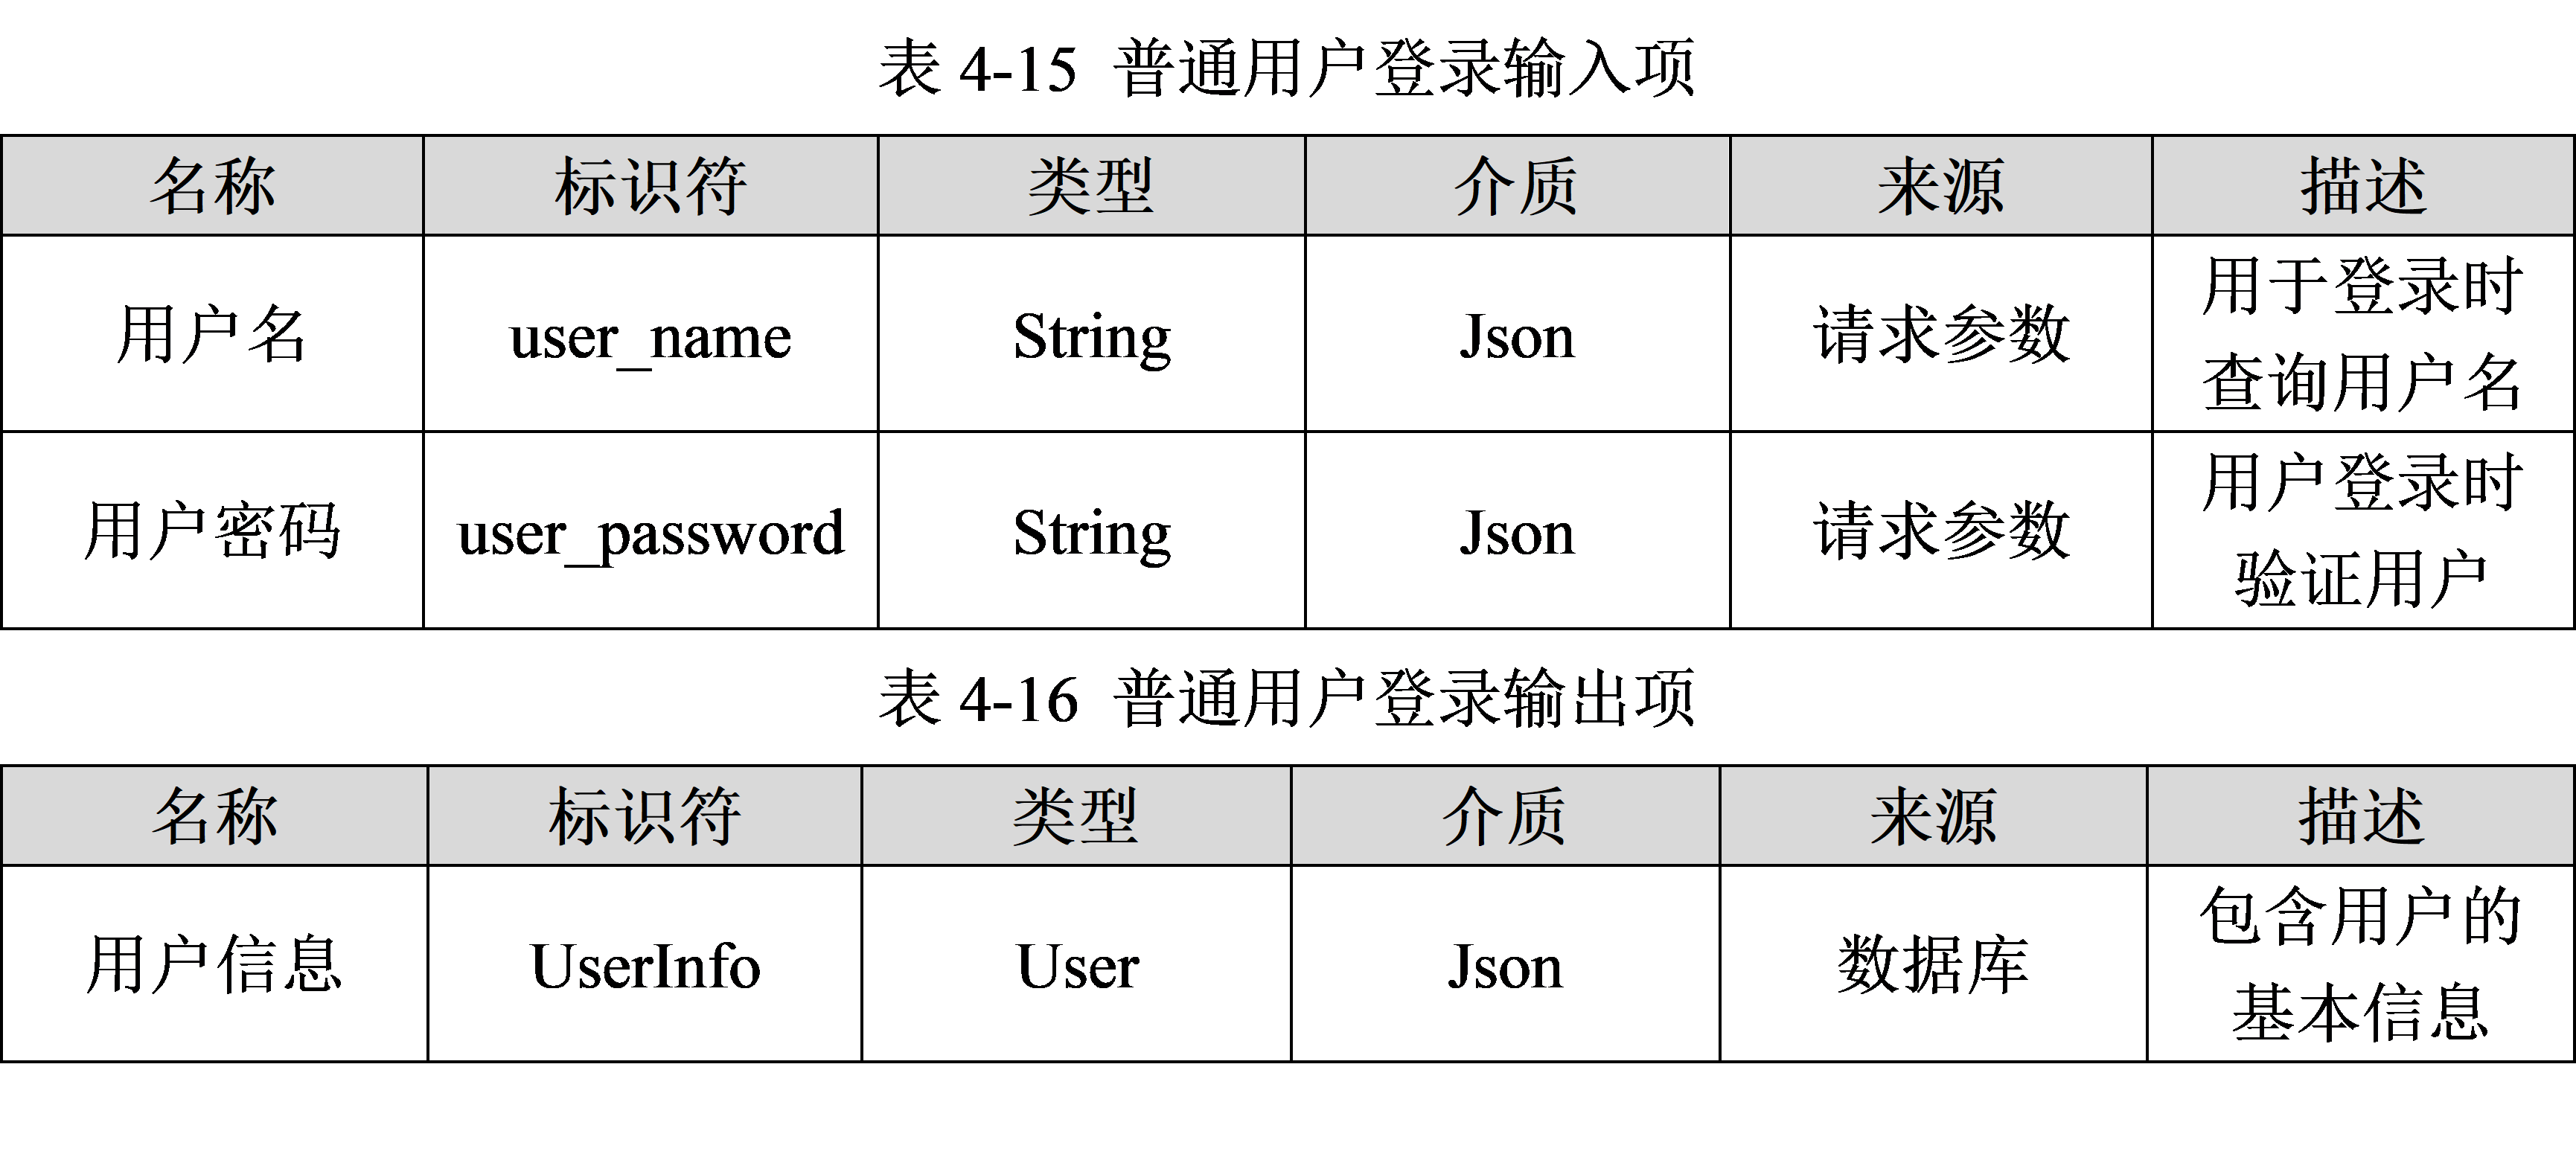 表 4-15 普通用户登录输入项
名称 标识符 类型 介质 来源 描述
用户名 user_name String Json 请求参数 用于登录时
查询用户名
用户密码 user_password String Json 请求参数 用户登录时
验证用户
表 4-16 普通用户登录输出项
名称 标识符 类型 介质 来源 描述
用户信息 UserInfo User Json 数据库 包含用户的
基本信息